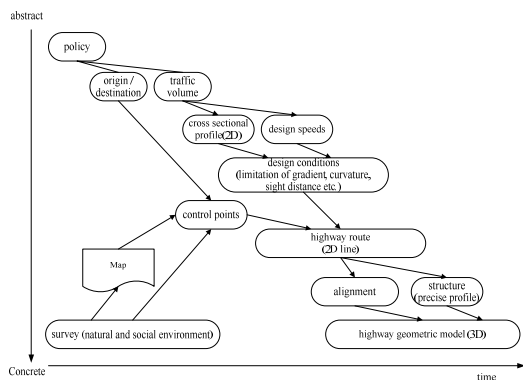 abstract
policy
origin /
destination
traffic
volume
cross sectional
profile(2D)
design speeds
design conditions
(limitation of gradient, curvature,
sight distance etc.)
control points
highway route
(2D line)
Map
alignment
structure
(precise profile)
survey (natural and social environment)
highway geometric model (3D)
Concrete
time